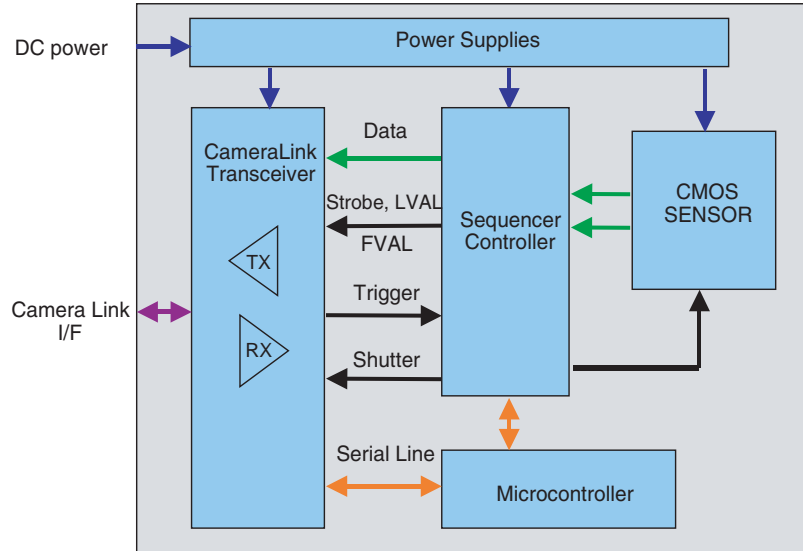 DC power
Power Supplies
CameraLink
Transceiver
Data
Strobe, LVAL
FVAL
Sequencer
Controller
CMOS
SENSOR
TX
Trigger
Camera Link
I/F
RX
Shutter
Serial Line
Microcontroller